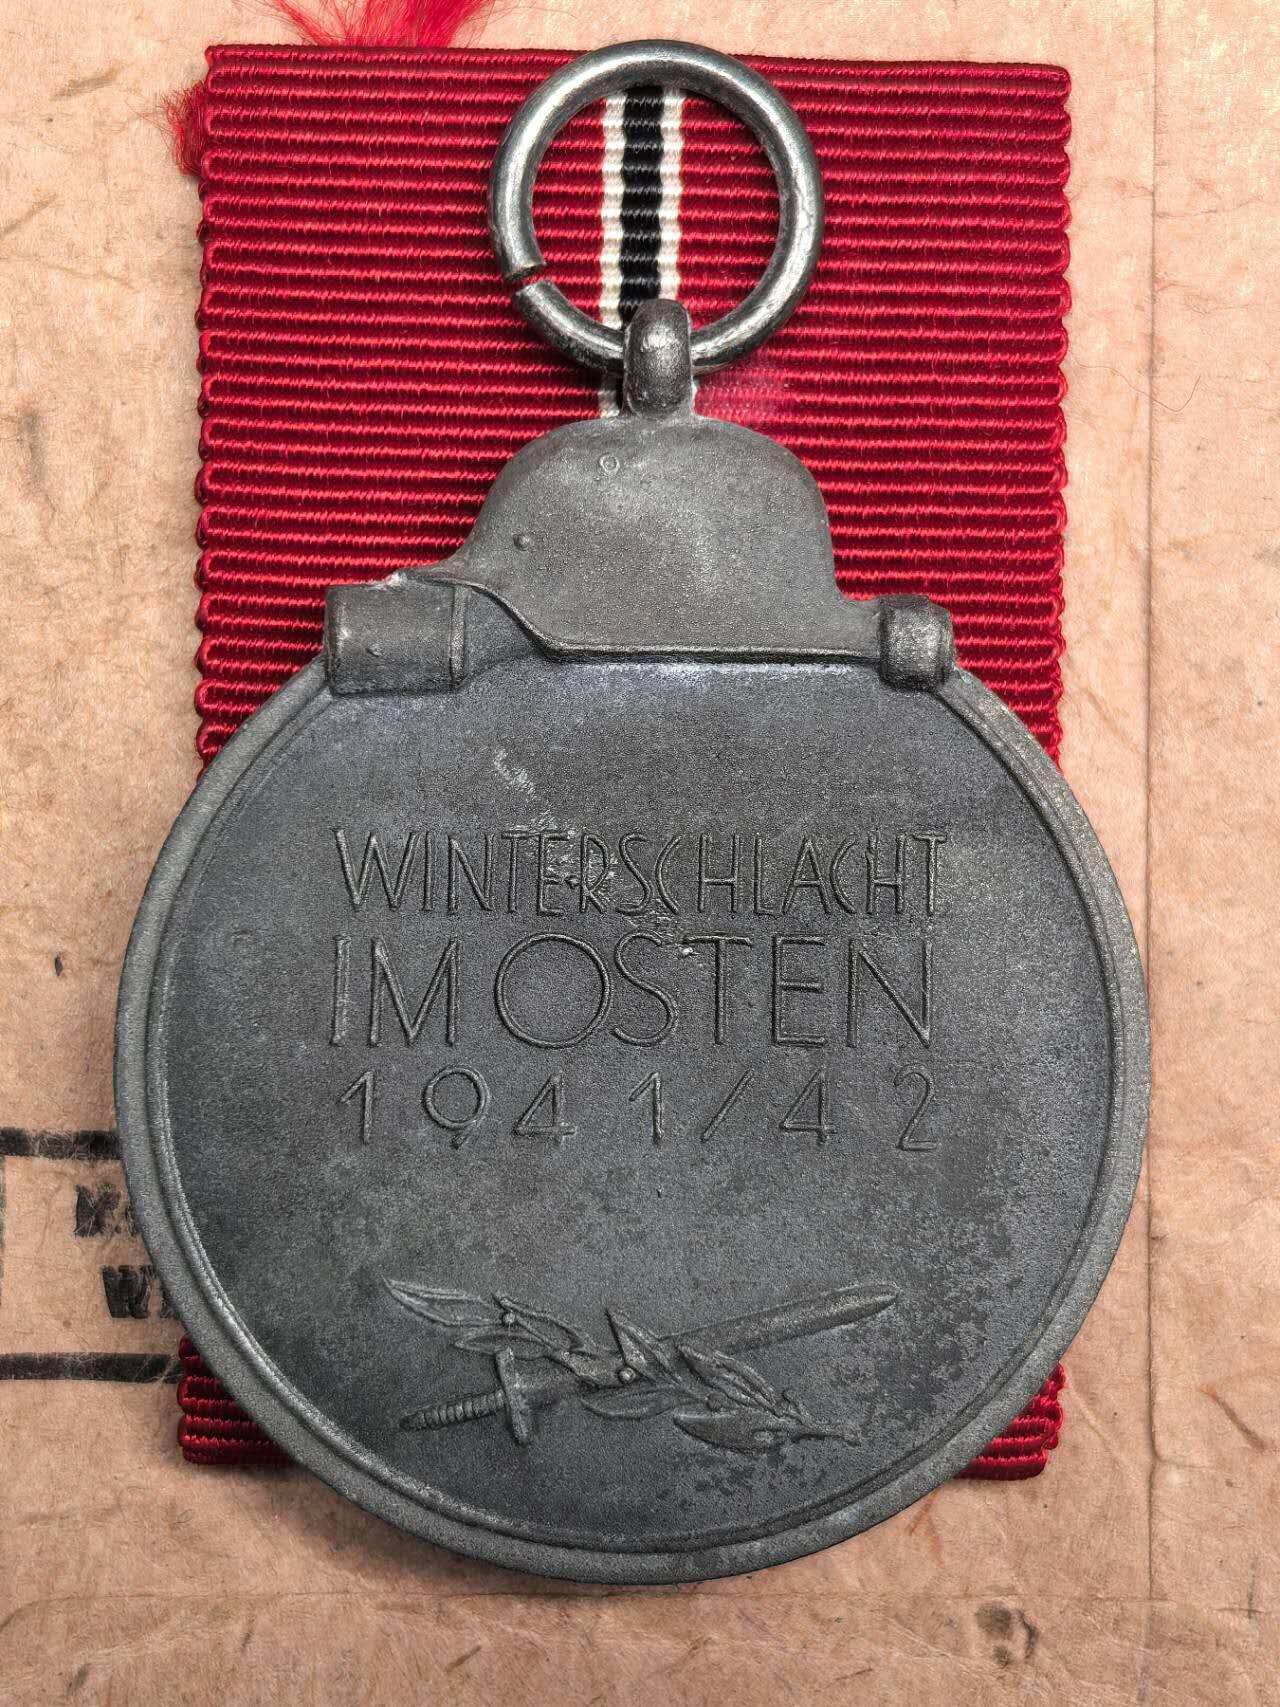 WINTERSCHLACHT
IM OSTEN
1941/42